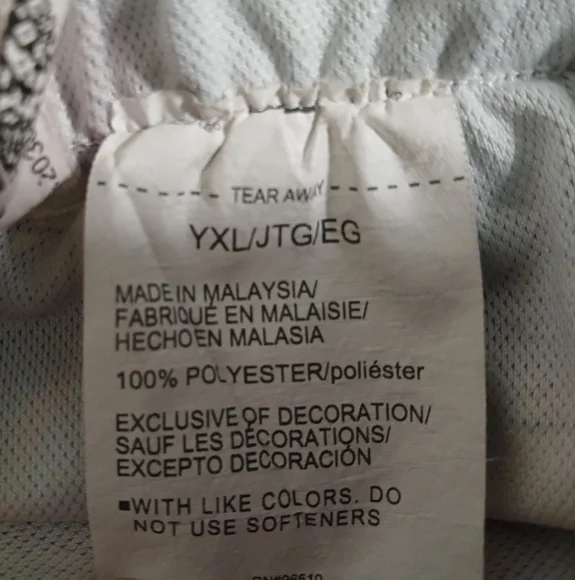 TEAR AWAY
YXL/JTG/EG
MADE IN MALAYSIA/
FABRIQUÉ EN MALAISIE/
HECHO EN MALASIA
100% POLYESTER/poliéster
EXCLUSIVE OF DECORATION/
SAUF LES DÉCORATIONS/
EXCEPTO DECORACIÓN
■WITH LIKE COLORS. DO
NOT USE SOFTENERS